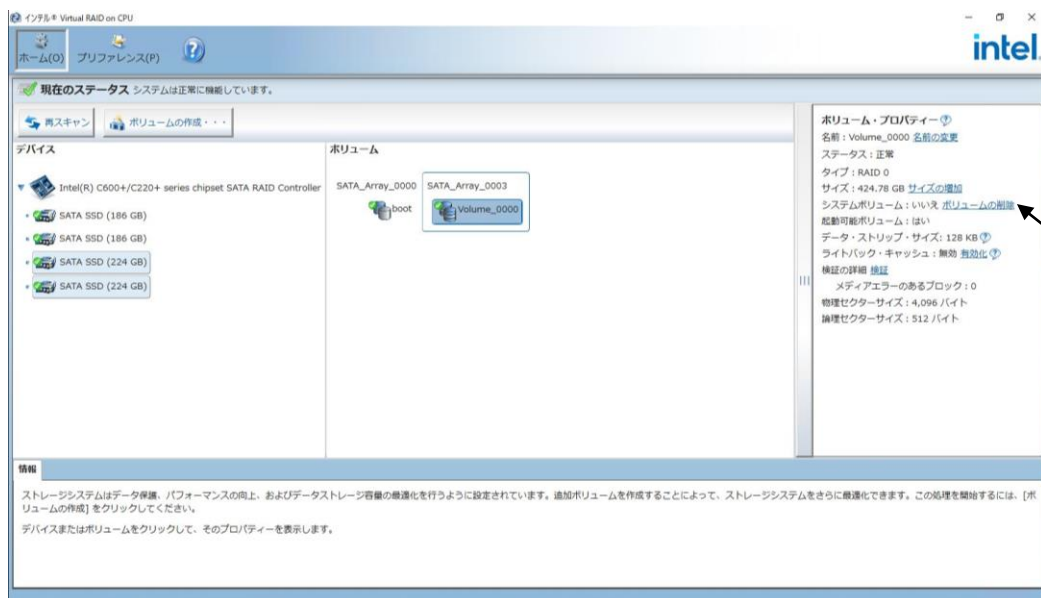 インテル® Virtual RAID on CPU
ホーム(O) プリファレンス(P)
intel.
現在のステータス システムは正常に機能しています。
再スキャン ボリュームの作成・・・
デバイス
Intel(R) C600+/C220+ series chipset SATA RAID Controller
SATA SSD (186 GB)
SATA SSD (186 GB)
SATA SSD (224 GB)
SATA SSD (224 GB)
ボリューム
SATA_Array_0000 SATA_Array_0003
boot Volume_0000
ボリューム・プロパティー
名前：Volume_0000 名前の変更
ステータス：正常
タイプ：RAID 0
サイズ：424.78 GB サイズの増加
システムボリューム：いいえ ボリュームの削除
起動可能ボリューム：はい
データ・ストリップ・サイズ: 128 KB
ライトバック・キャッシュ：無効 有効化
検証の詳細 検証
メディアエラーのあるブロック：0
物理セクターサイズ：4,096 バイト
論理セクターサイズ：512 バイト
情報
ストレージシステムはデータ保護、パフォーマンスの向上、およびデータストレージ容量の最適化を行うように設定されています。追加ボリュームを作成することによって、ストレージシステムをさらに最適化できます。この処理を開始するには、[ボ
リュームの作成] をクリックしてください。
デバイスまたはボリュームをクリックして、そのプロパティーを表示します。